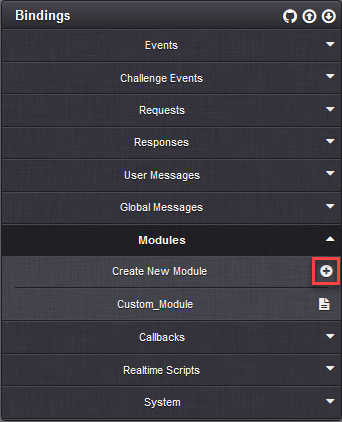 Bindings
Events
Challenge Events
Requests
Responses
User Messages
Global Messages
Modules
Create New Module
Custom_Module
Callbacks
Realtime Scripts
System